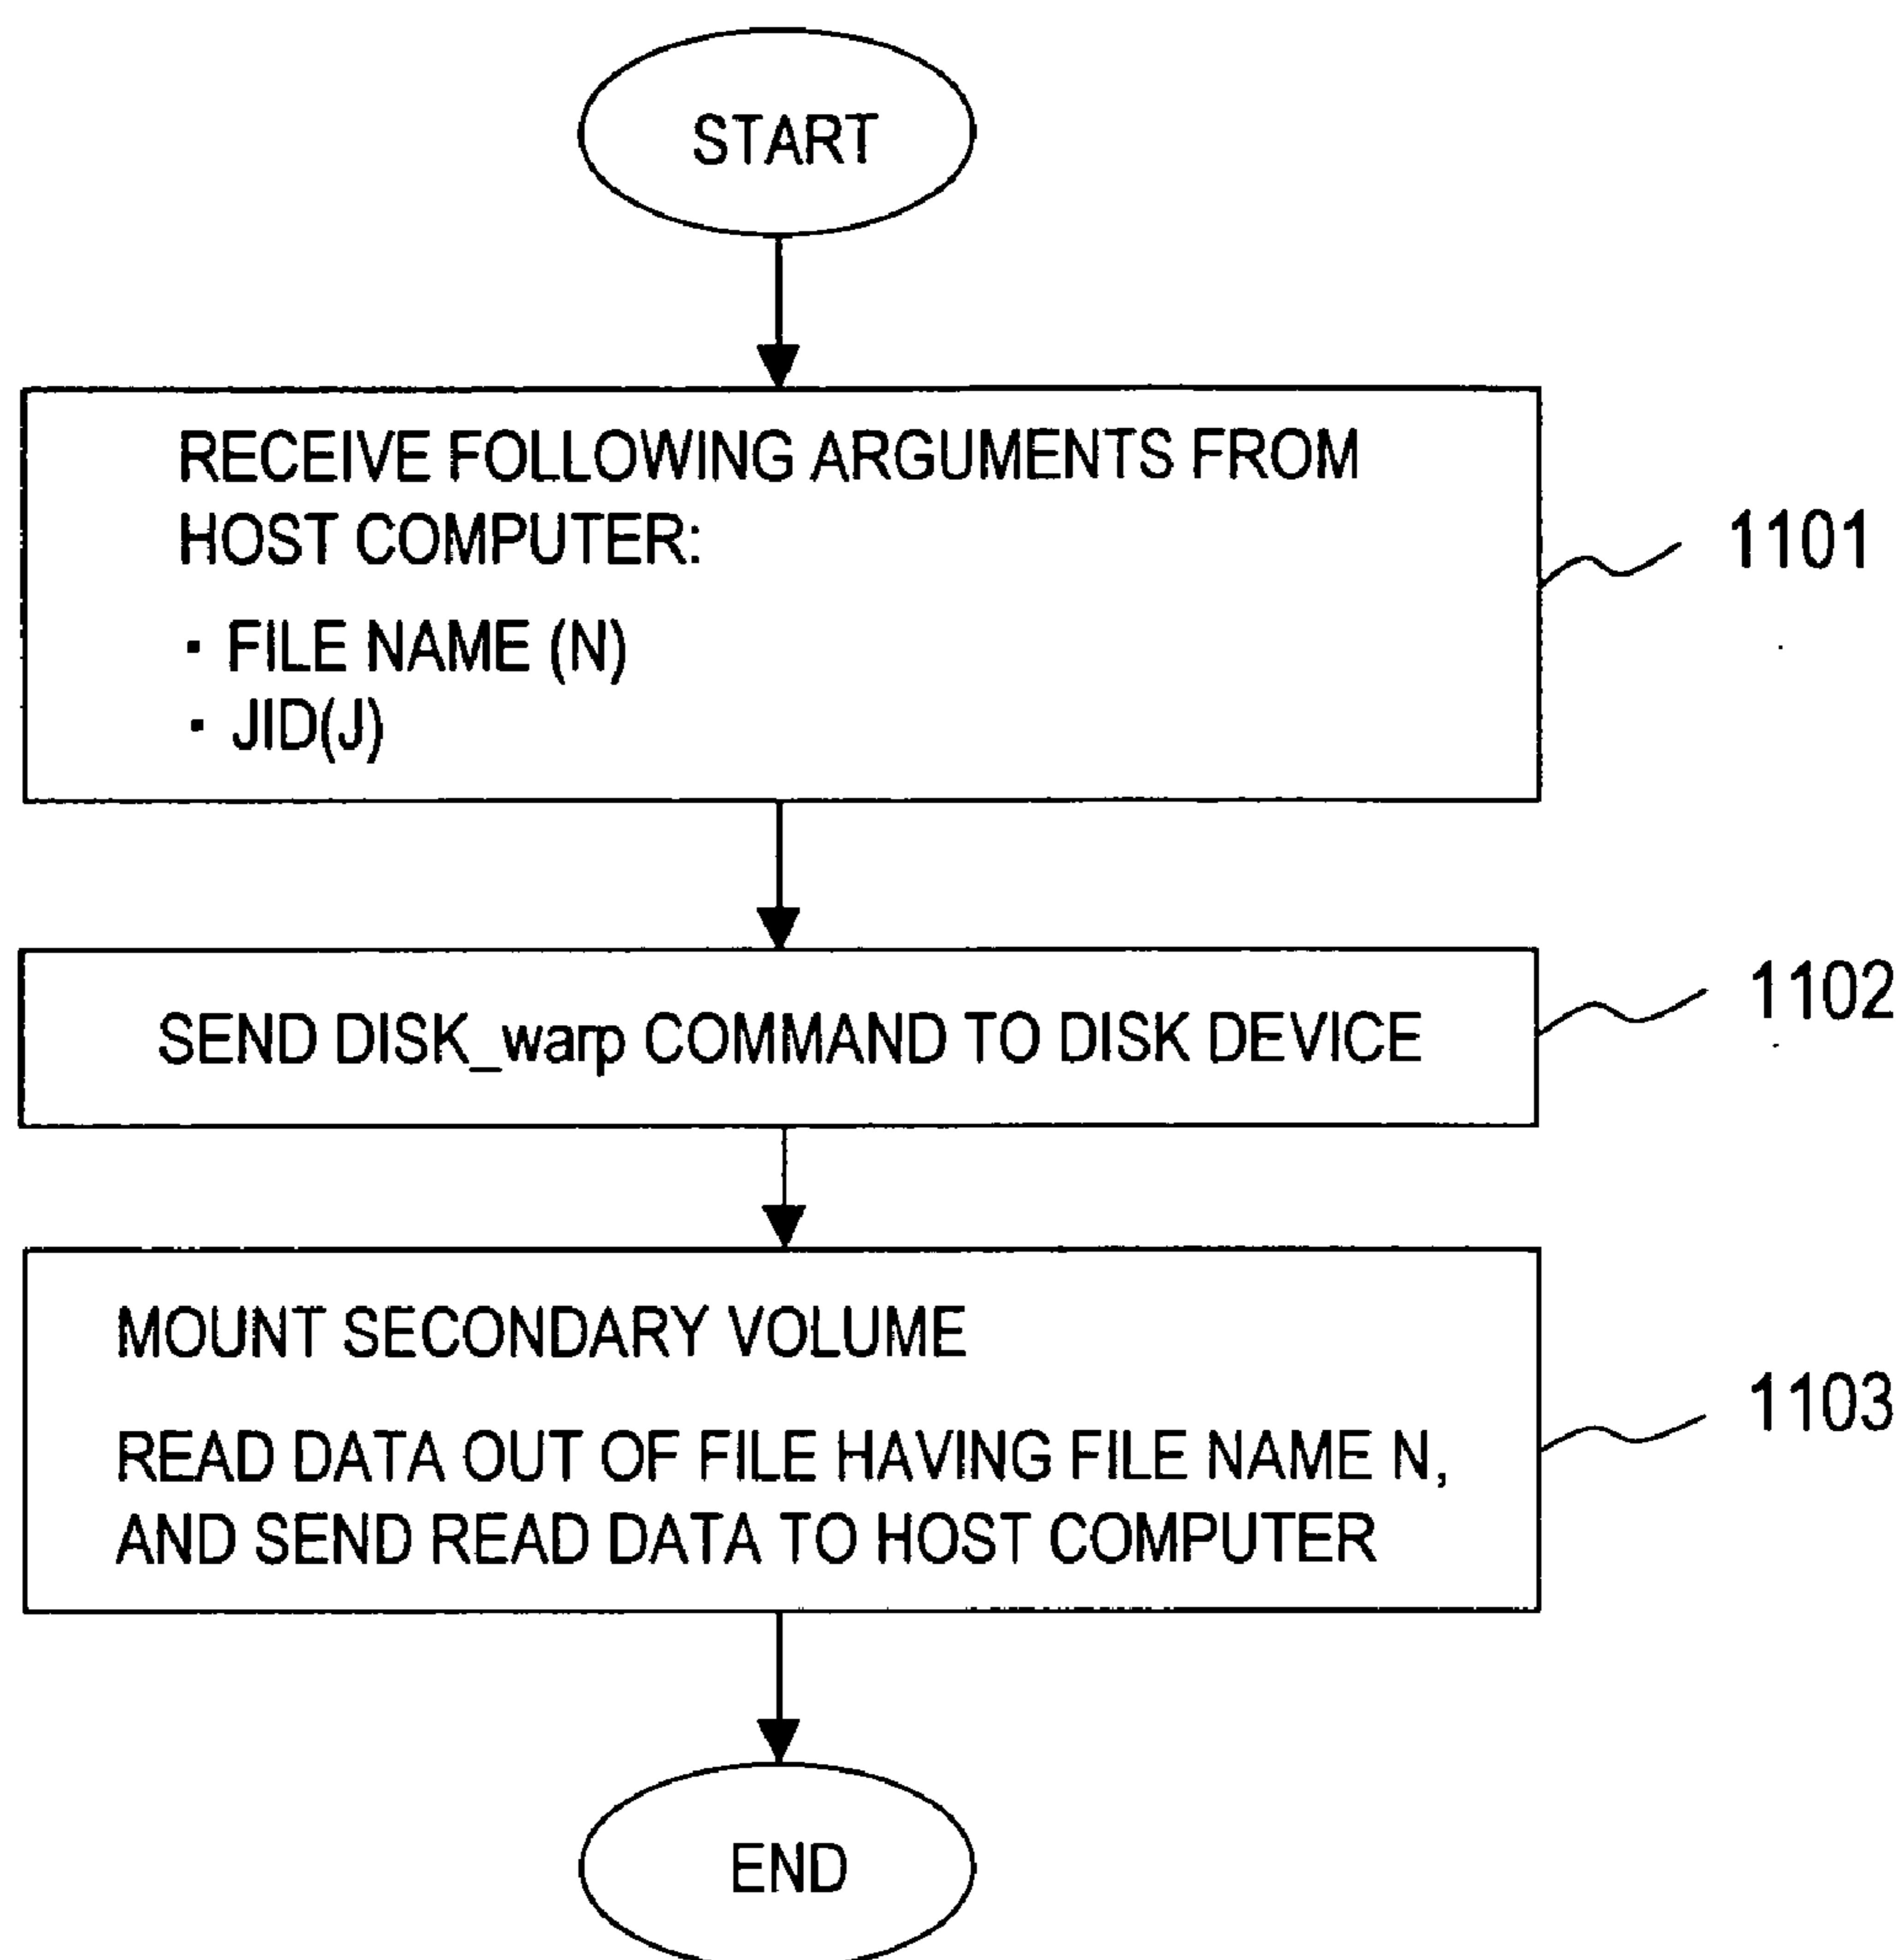 START
RECEIVE FOLLOWING ARGUMENTS FROM
HOST COMPUTER:
・FILE NAME (N)
・JID(J)
1101
SEND DISK_warp COMMAND TO DISK DEVICE
1102
MOUNT SECONDARY VOLUME
READ DATA OUT OF FILE HAVING FILE NAME N,
AND SEND READ DATA TO HOST COMPUTER
1103
END